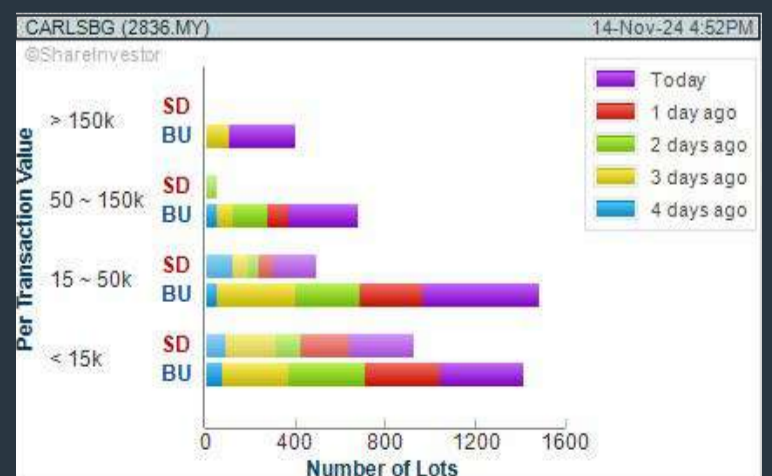 CARLSBG (2836.MY) 14-Nov-24 4:52PM
©ShareInvestor
Per Transaction Value
> 150k
SD
BU
50 ~ 150k
SD
BU
15 ~ 50k
SD
BU
< 15k
SD
BU
0 400 800 1200 1600
Number of Lots
Today
1 day ago
2 days ago
3 days ago
4 days ago